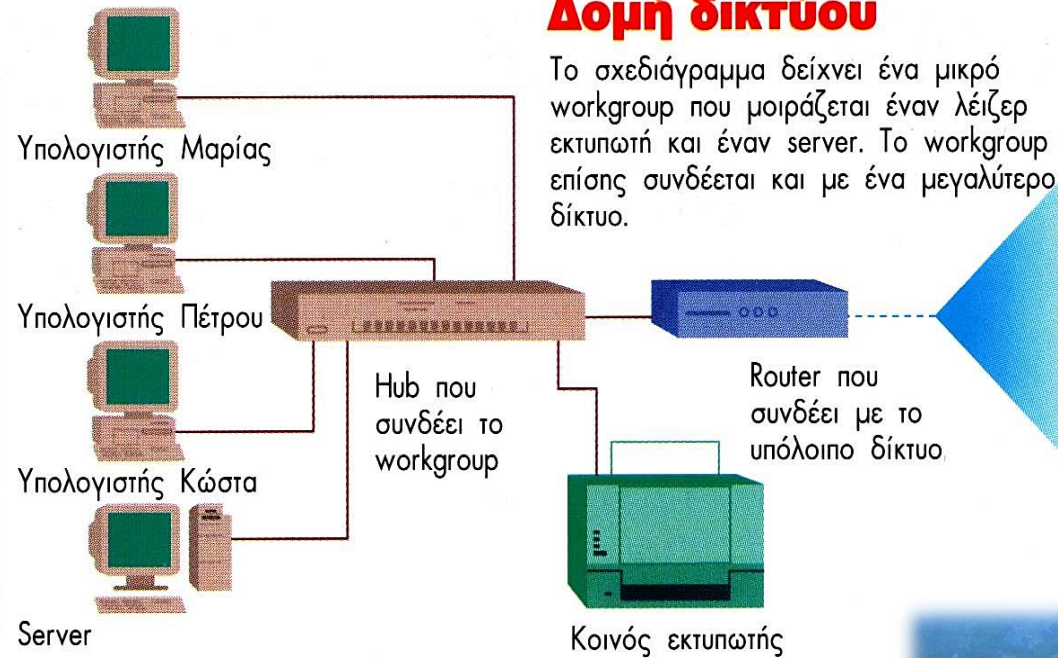 Δομή δικτύου
Το σχεδιάγραμμα δείχνει ένα μικρό
workgroup που μοιράζεται έναν λέιζερ
εκτυπωτή και έναν server. Το workgroup
επίσης συνδέεται και με ένα μεγαλύτερο
δίκτυο.
Υπολογιστής Μαρίας
Υπολογιστής Πέτρου
Υπολογιστής Κώστα
Server
Hub που
συνδέει το
workgroup
Router που
συνδέει με το
υπόλοιπο δίκτυο
Κοινός εκτυπωτής